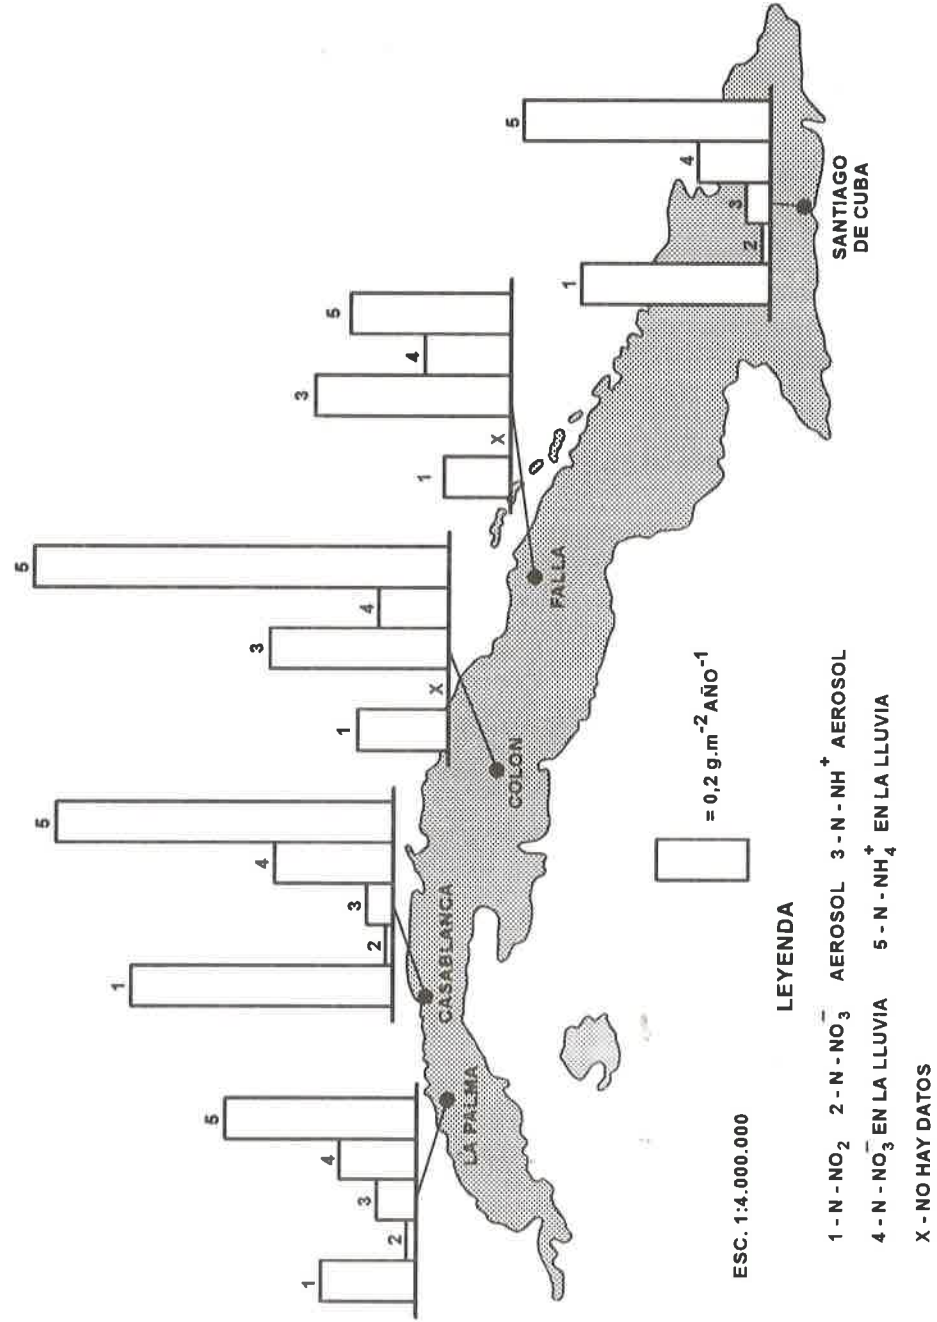 5
4
3
2
1
SANTIAGO
DE CUBA
5
4
3
X
1
FALLA
5
4
3
X
1
COLON
5
4
3
2
1
CASABLANCA
5
4
3
2
1
LA PALMA
= 0,2 g.m⁻² AÑO⁻¹
LEYENDA
ESC. 1:4.000.000
1 - N - NO₂ 2 - N - NO₃⁻ AEROSOL 3 - N - NH⁺ AEROSOL
4 - N - NO₃⁻ EN LA LLUVIA 5 - N - NH₄⁺ EN LA LLUVIA
X - NO HAY DATOS